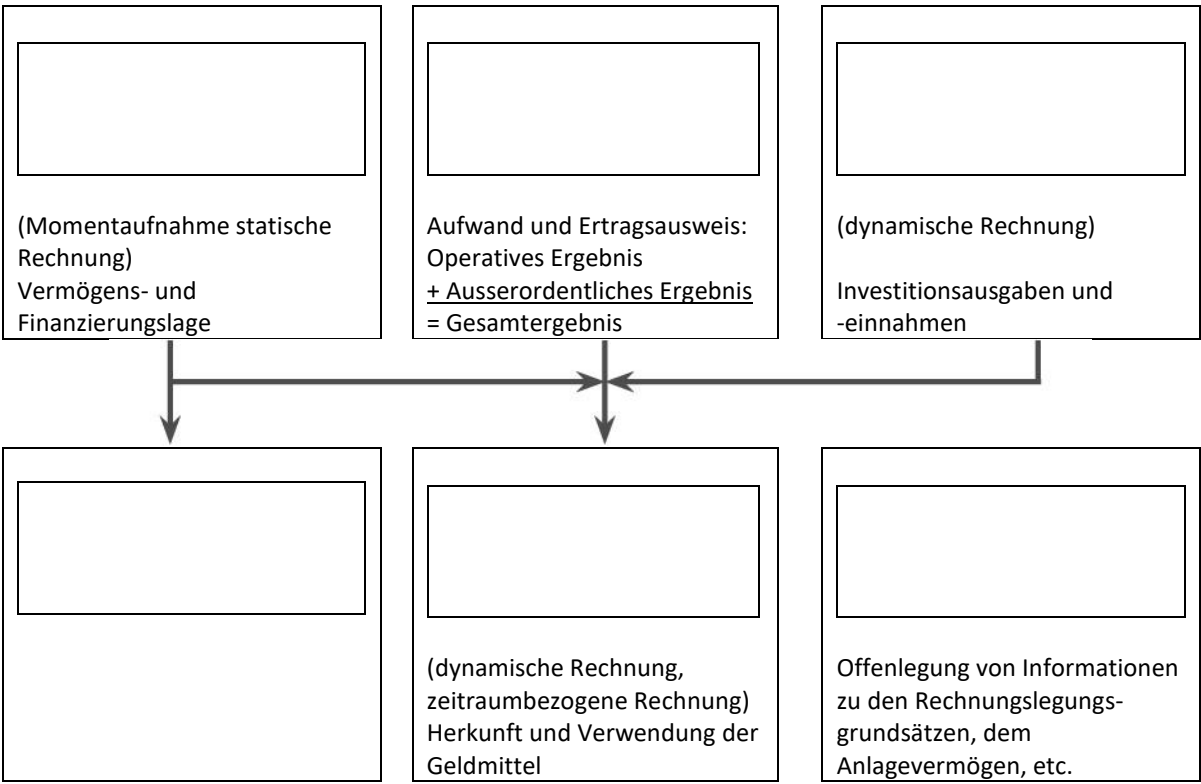 (Momentaufnahme statische
Rechnung)
Vermögens- und
Finanzierungslage
Aufwand und Ertragsausweis:
Operatives Ergebnis
+ Ausserordentliches Ergebnis
= Gesamtergebnis
(dynamische Rechnung)
Investitionsausgaben und
-einnahmen
(dynamische Rechnung,
zeitraumbezogene Rechnung)
Herkunft und Verwendung der
Geldmittel
Offenlegung von Informationen
zu den Rechnungslegungs-
grundsätzen, dem
Anlagevermögen, etc.